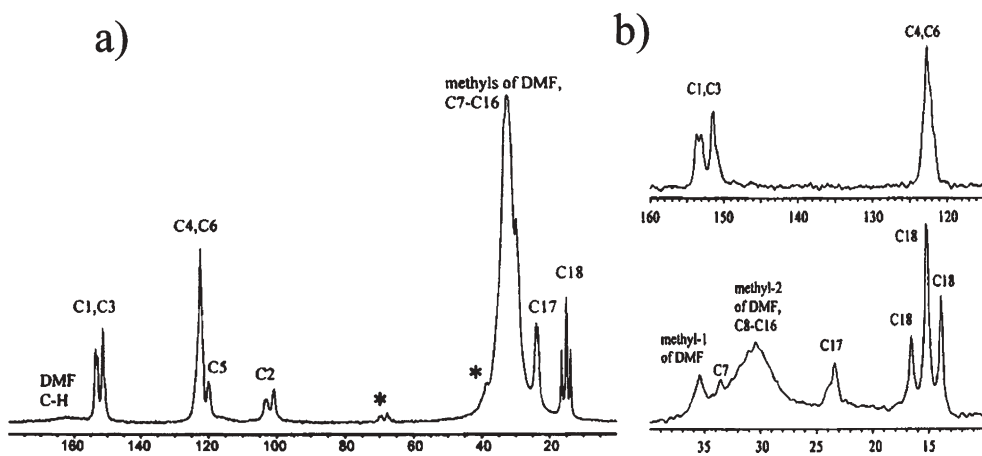 a)
methyls of DMF,
C7-C16
C4,C6
C1,C3
C5
DMF
C-H
C2
*
*
C17
C18
160 140 120 100 80 60 40 20
b)
C4,C6
C1,C3
160 150 140 130 120
C18
methyl-2
of DMF,
C8-C16
methyl-1
of DMF
C7
C17
C18
C18
35 30 25 20 15